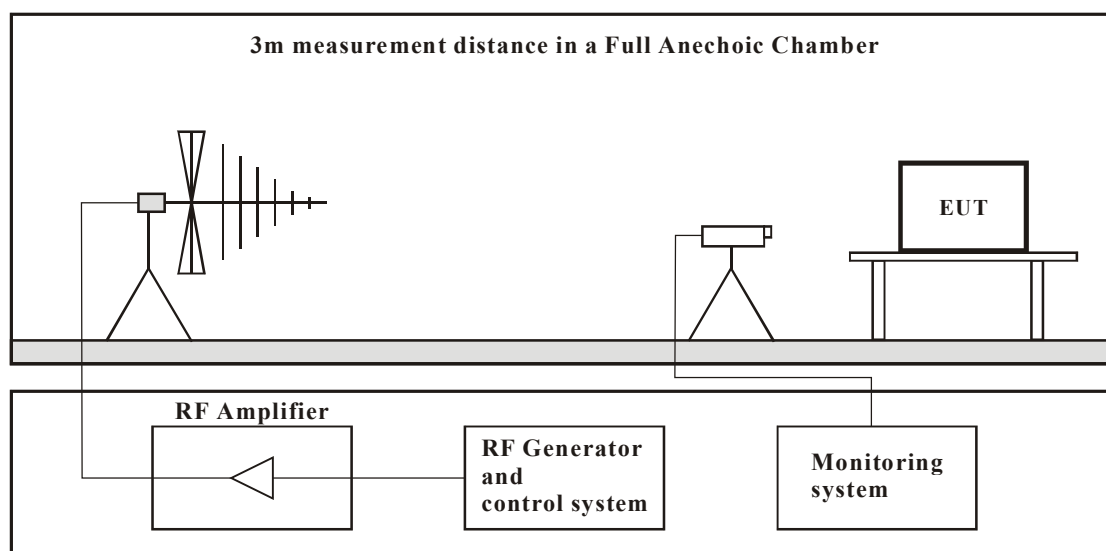 3m measurement distance in a Full Anechoic Chamber
EUT
RF Amplifier
RF Generator
and
control system
Monitoring
system